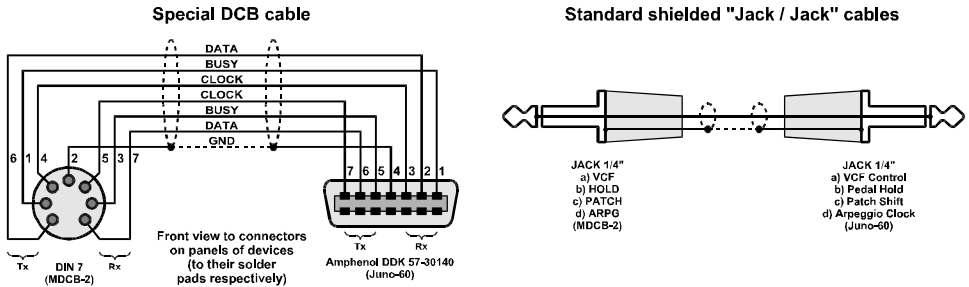 Special DCB cable
DATA
BUSY
CLOCK
CLOCK
BUSY
DATA
GND
6 1 4 2 5 3 7
7 6 5 4 3 2 1
Tx
DIN 7
(MDCB-2)
Rx
Front view to connectors
on panels of devices
(to their solder
pads respectively)
Tx
Rx
Amphenol DDK 57-30140
(Juno-60)
Standard shielded "Jack / Jack" cables
JACK 1/4"
a) VCF
b) HOLD
c) PATCH
d) ARPG
(MDCB-2)
JACK 1/4"
a) VCF Control
b) Pedal Hold
c) Patch Shift
d) Arpeggio Clock
(Juno-60)